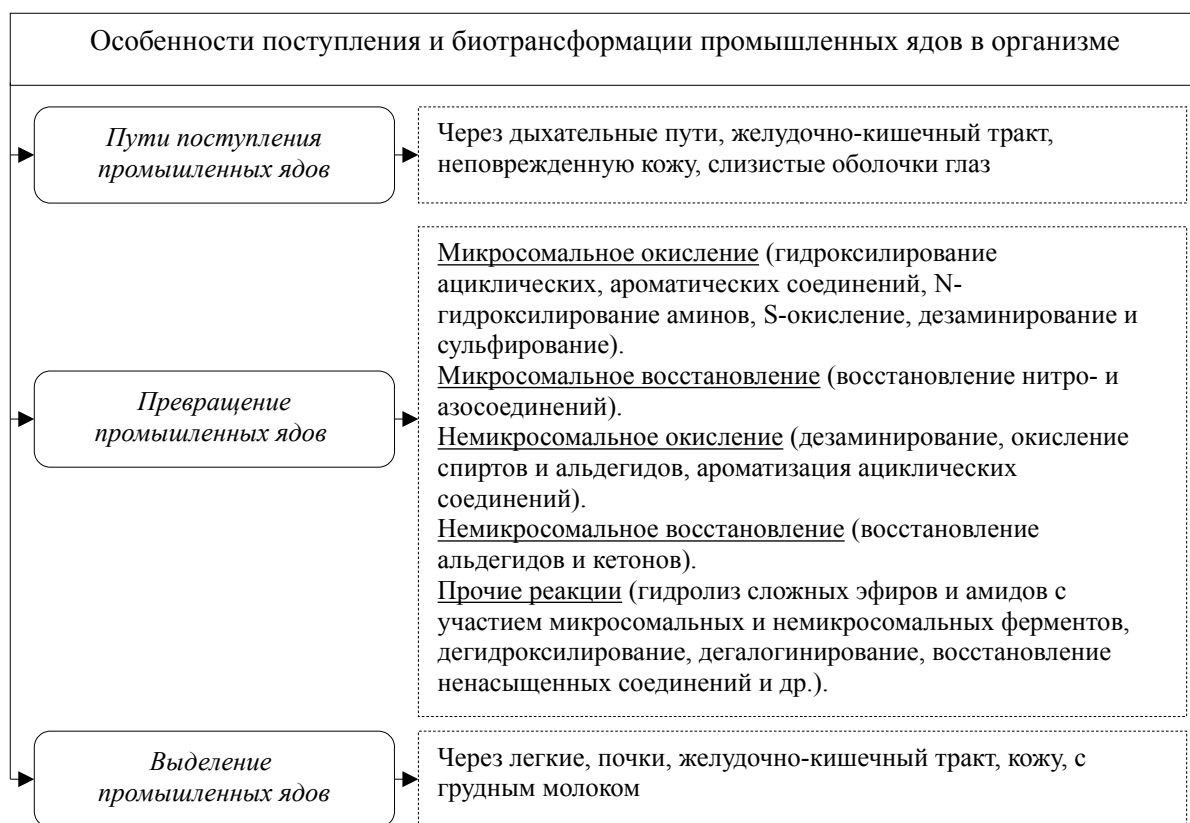 Особенности поступления и биотрансформации промышленных ядов в организме
Пути поступления
промышленных ядов
Через дыхательные пути, желудочно-кишечный тракт,
неповрежденную кожу, слизистые оболочки глаз
Превращение
промышленных ядов
Микросомальное окисление (гидроксилирование
ациклических, ароматических соединений, N-
гидроксилирование аминов, S-окисление, дезаминирование и
сульфирование).
Микросомальное восстановление (восстановление нитро- и
азосоединений).
Немикросомальное окисление (дезаминирование, окисление
спиртов и альдегидов, ароматизация ациклических
соединений).
Немикросомальное восстановление (восстановление
альдегидов и кетонов).
Прочие реакции (гидролиз сложных эфиров и амидов с
участием микросомальных и немикросомальных ферментов,
дегидроксилирование, дегалогинирование, восстановление
ненасыщенных соединений и др.).
Выделение
промышленных ядов
Через легкие, почки, желудочно-кишечный тракт, кожу, с
грудным молоком